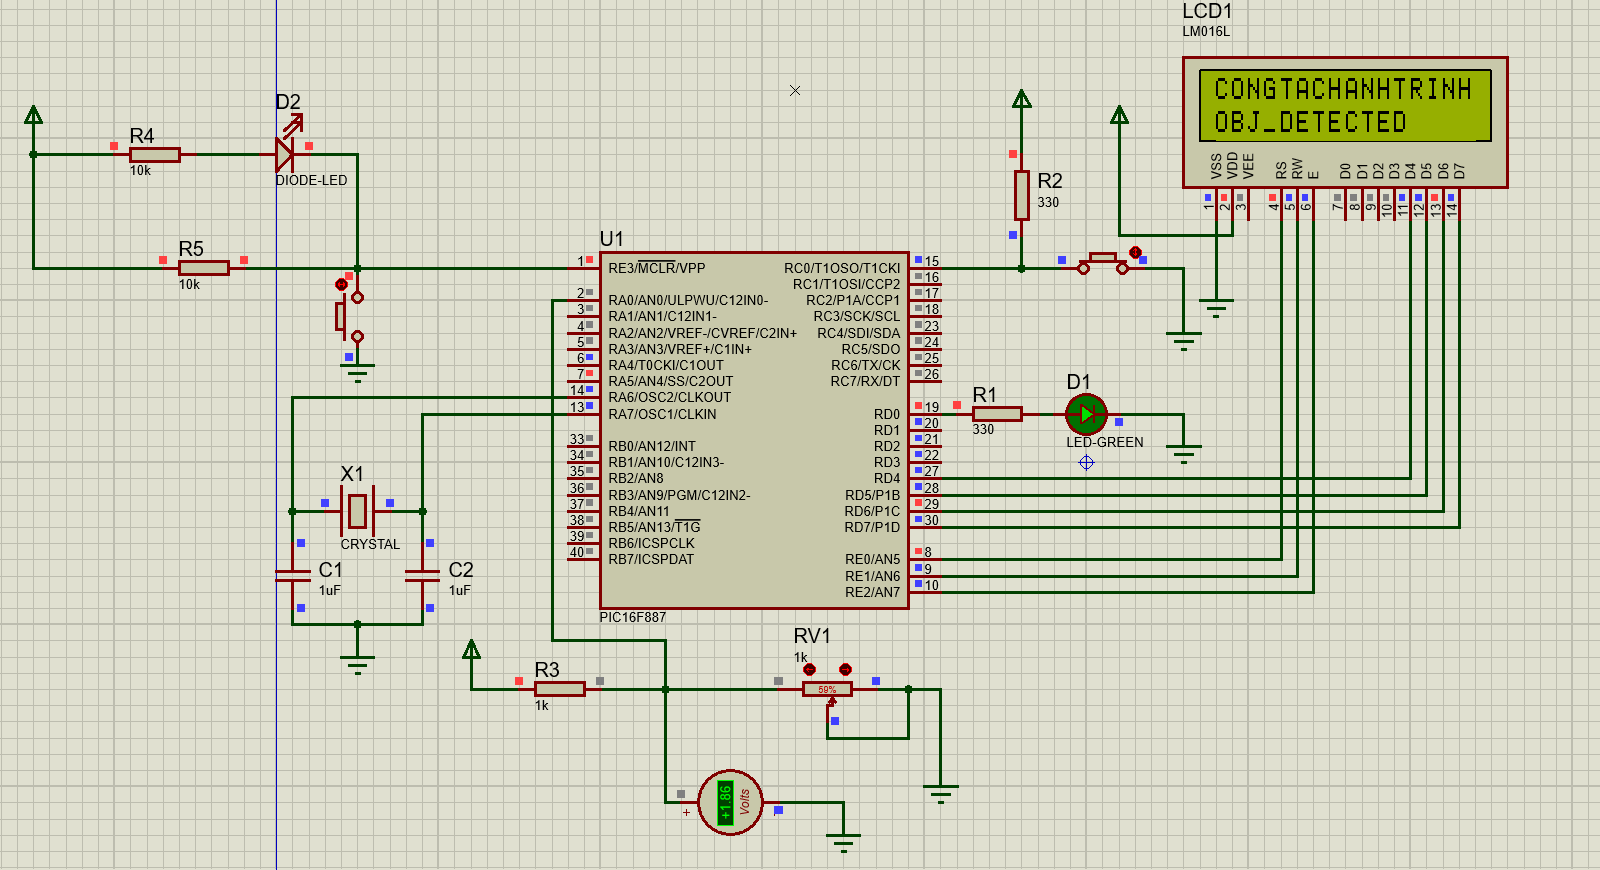 LCD1
LM016L
CONGTACHANHTRINH
OBJ_DETECTED
VSS VDD VEE RS RW E D0 D1 D2 D3 D4 D5 D6 D7
1 2 3 4 5 6 7 8 9 10 11 12 13 14
D2
DIODE-LED
R4
10k
R5
10k
R2
330
U1
1 RE3/MCLR/VPP
2 RA0/AN0/ULPWU/C12IN0-
3 RA1/AN1/C12IN1-
4 RA2/AN2/VREF-/CVREF/C2IN+
5 RA3/AN3/VREF+/C1IN+
6 RA4/T0CKI/C1OUT
7 RA5/AN4/SS/C2OUT
14 RA6/OSC2/CLKOUT
13 RA7/OSC1/CLKIN
33 RB0/AN12/INT
34 RB1/AN10/C12IN3-
35 RB2/AN8
36 RB3/AN9/PGM/C12IN2-
37 RB4/AN11
38 RB5/AN13/T1G
39 RB6/ICSPCLK
40 RB7/ICSPDAT
RC0/T1OSO/T1CKI 15
RC1/T1OSI/CCP2 16
RC2/P1A/CCP1 17
RC3/SCK/SCL 18
RC4/SDI/SDA 23
RC5/SDO 24
RC6/TX/CK 25
RC7/RX/DT 26
RD0 19
RD1 20
RD2 21
RD3 22
RD4 27
RD5/P1B 28
RD6/P1C 29
RD7/P1D 30
RE0/AN5 8
RE1/AN6 9
RE2/AN7 10
PIC16F887
R1
330
D1
LED-GREEN
X1
CRYSTAL
C1
1uF
C2
1uF
R3
1k
RV1
1k
59%
+1.86
Volts
+
-